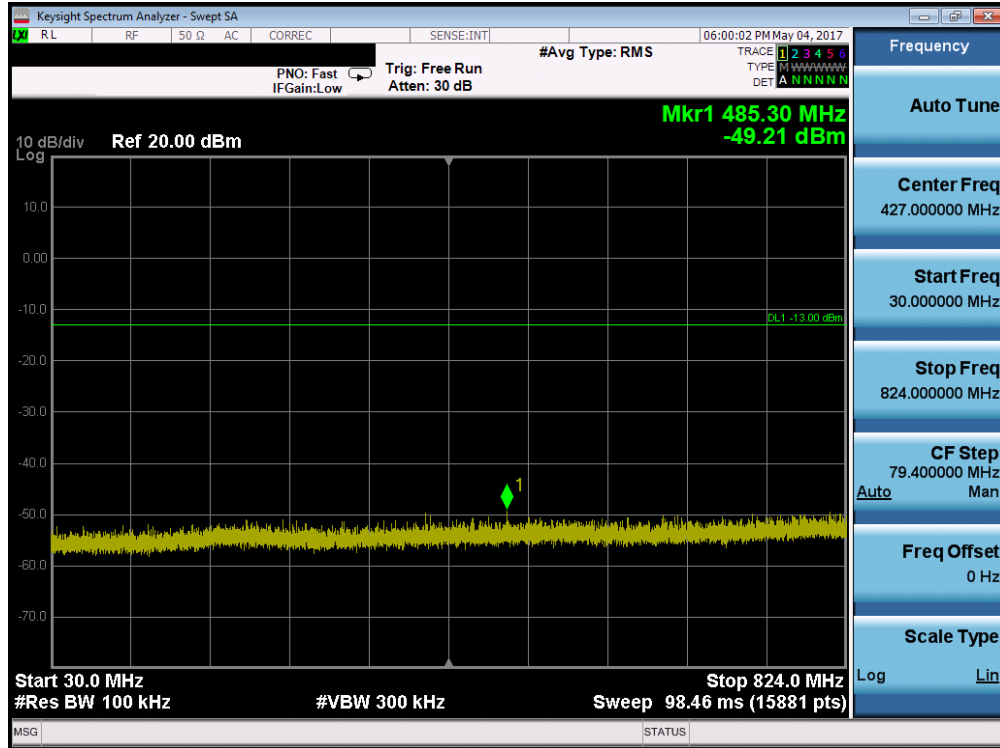 Keysight Spectrum Analyzer - Swept SA
LXI RL RF 50 Ω AC CORREC SENSE:INT 06:00:02 PM May 04, 2017
PNO: Fast
IFGain:Low
Trig: Free Run
Atten: 30 dB
#Avg Type: RMS
TRACE 1 2 3 4 5 6
TYPE M W W W W W
DET A N N N N N
Mkr1 485.30 MHz
-49.21 dBm
10 dB/div Ref 20.00 dBm
Log
10.0
0.00
-10.0
DL1 -13.00 dBm
-20.0
-30.0
-40.0
1
-50.0
-60.0
-70.0
Start 30.0 MHz Stop 824.0 MHz
#Res BW 100 kHz #VBW 300 kHz Sweep 98.46 ms (15881 pts)
MSG STATUS
Frequency
Auto Tune
Center Freq
427.000000 MHz
Start Freq
30.000000 MHz
Stop Freq
824.000000 MHz
CF Step
79.400000 MHz
Auto Man
Freq Offset
0 Hz
Scale Type
Log Lin